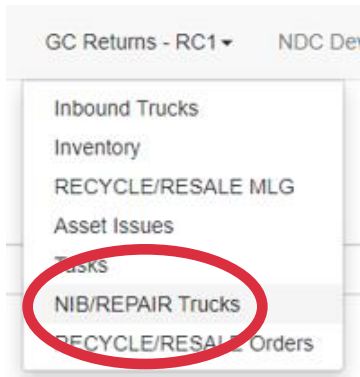 GC Returns - RC1 NDC Dev
Inbound Trucks
Inventory
RECYCLE/RESALE MLG
Asset Issues
Tasks
NIB/REPAIR Trucks
RECYCLE/RESALE Orders